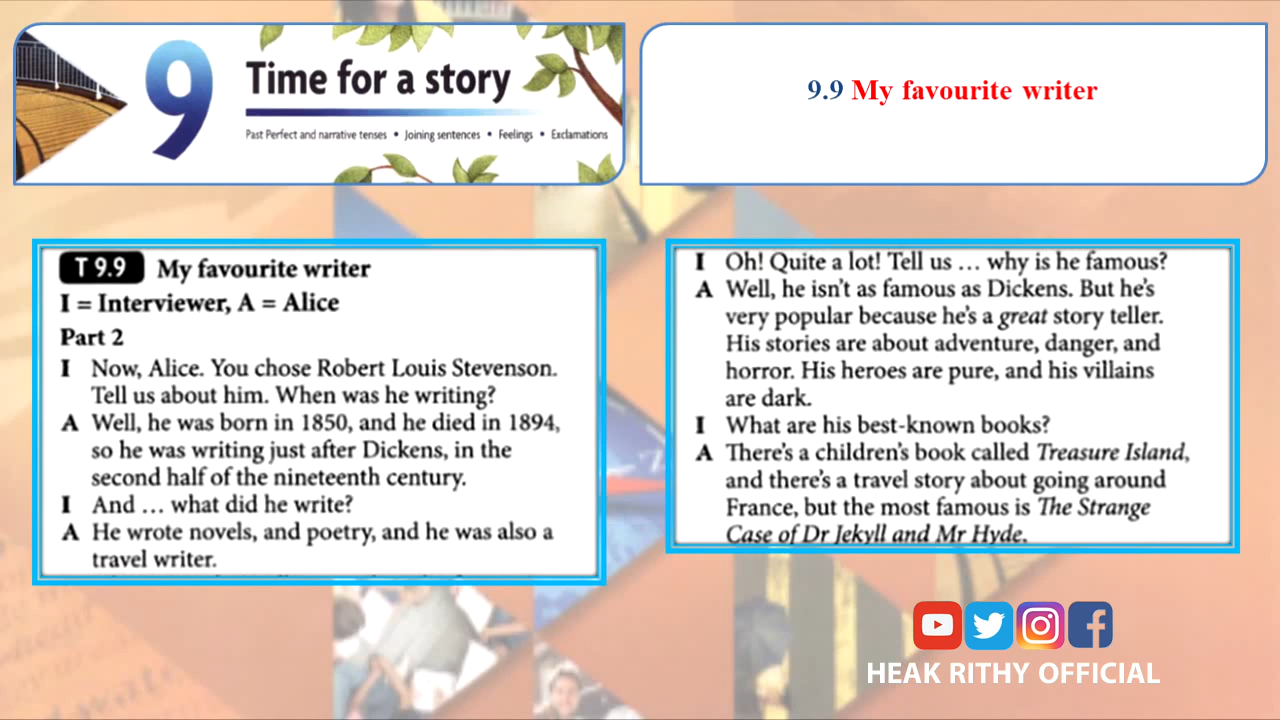 9
Time for a story
Past Perfect and narrative tenses • Joining sentences • Feelings • Exclamations
9.9 My favourite writer
T 9.9 My favourite writer
I = Interviewer, A = Alice
Part 2
I Now, Alice. You chose Robert Louis Stevenson.
Tell us about him. When was he writing?
A Well, he was born in 1850, and he died in 1894,
so he was writing just after Dickens, in the
second half of the nineteenth century.
I And … what did he write?
A He wrote novels, and poetry, and he was also a
travel writer.
I Oh! Quite a lot! Tell us … why is he famous?
A Well, he isn't as famous as Dickens. But he's
very popular because he's a great story teller.
His stories are about adventure, danger, and
horror. His heroes are pure, and his villains
are dark.
I What are his best-known books?
A There's a children's book called Treasure Island,
and there's a travel story about going around
France, but the most famous is The Strange
Case of Dr Jekyll and Mr Hyde.
HEAK RITHY OFFICIAL